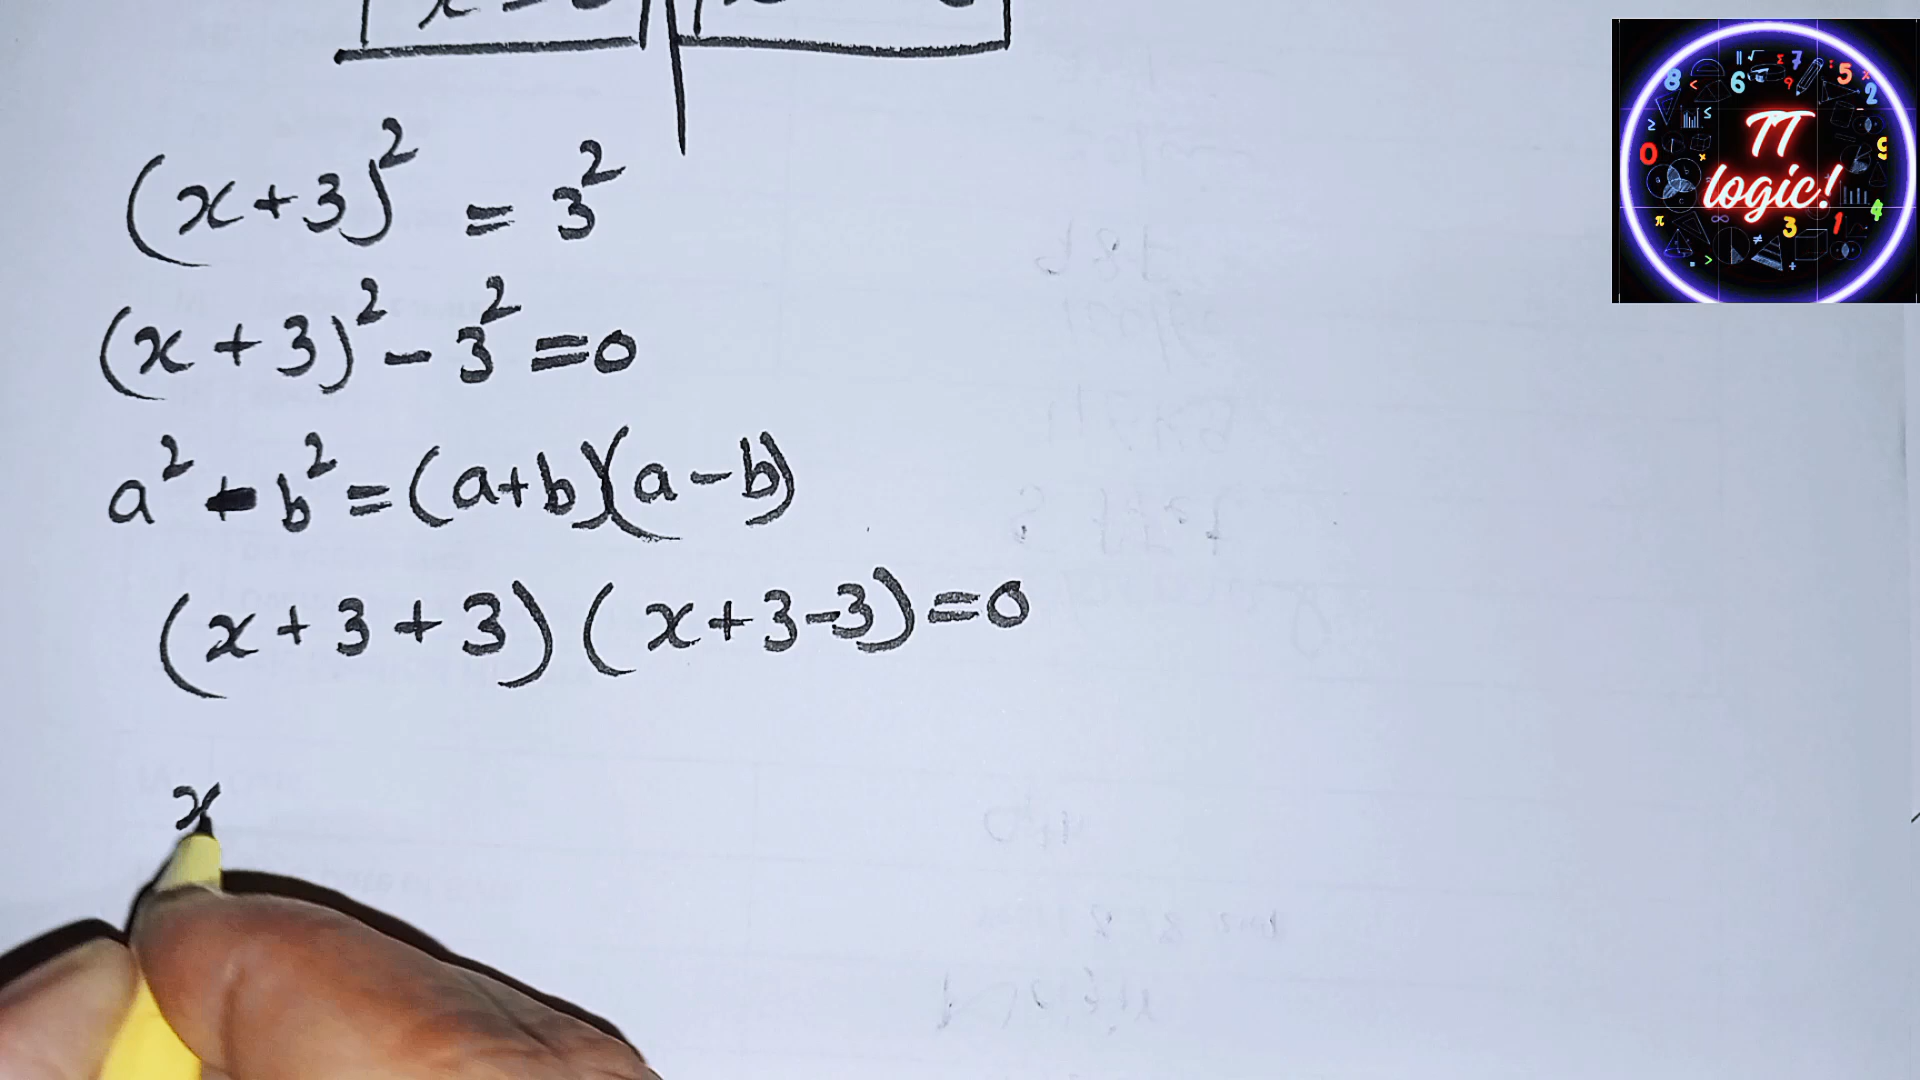 (x+3)² = 3²
(x+3)² - 3² = 0
a² - b² = (a+b)(a-b)
(x+3+3)(x+3-3)=0
x
TT
logic!